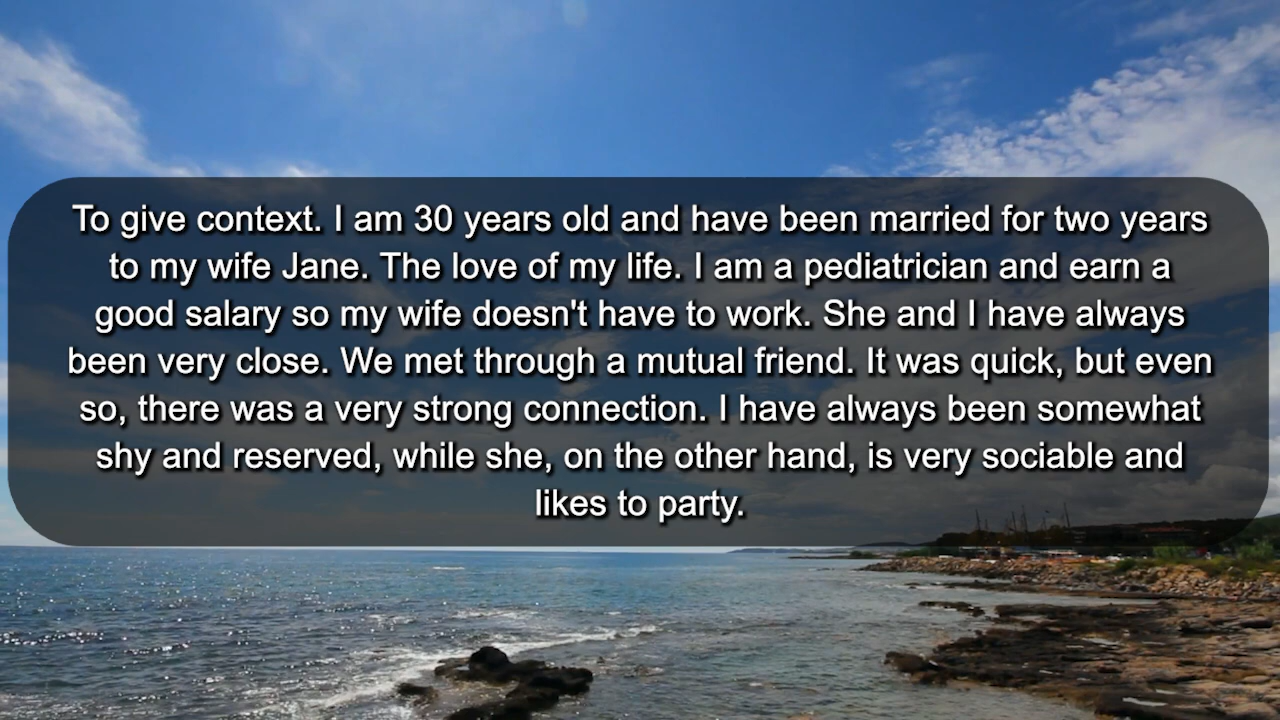 To give context. I am 30 years old and have been married for two years
to my wife Jane. The love of my life. I am a pediatrician and earn a
good salary so my wife doesn't have to work. She and I have always
been very close. We met through a mutual friend. It was quick, but even
so, there was a very strong connection. I have always been somewhat
shy and reserved, while she, on the other hand, is very sociable and
likes to party.